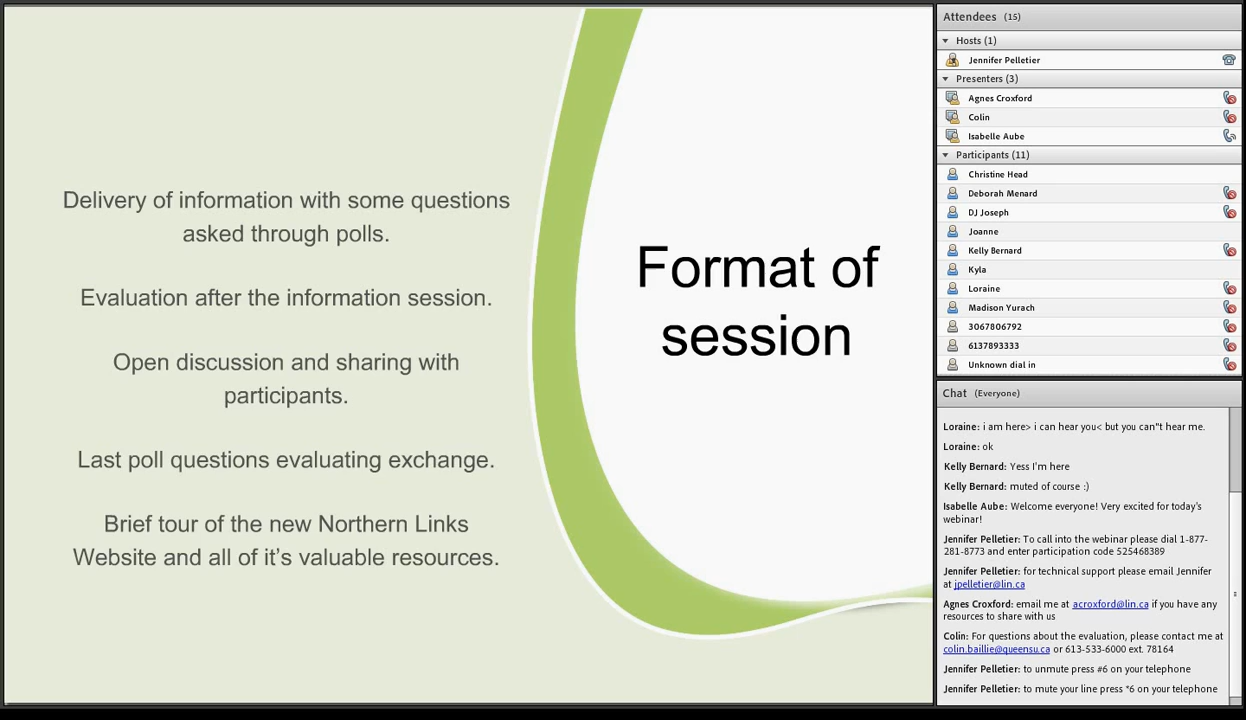 Delivery of information with some questions
asked through polls.
Evaluation after the information session.
Open discussion and sharing with
participants.
Last poll questions evaluating exchange.
Brief tour of the new Northern Links
Website and all of it's valuable resources.
Format of
session
Attendees (15)
Hosts (1)
Jennifer Pelletier
Presenters (3)
Agnes Croxford
Colin
Isabelle Aube
Participants (11)
Christine Head
Deborah Menard
DJ Joseph
Joanne
Kelly Bernard
Kyla
Loraine
Madison Yurach
3067806792
6137893333
Unknown dial in
Chat (Everyone)
Loraine: i am here> i can hear you< but you can"t hear me.
Loraine: ok
Kelly Bernard: Yess I'm here
Kelly Bernard: muted of course :)
Isabelle Aube: Welcome everyone! Very excited for today's
webinar!
Jennifer Pelletier: To call into the webinar please dial 1-877-
281-8773 and enter participation code 525468389
Jennifer Pelletier: for technical support please email Jennifer
at jpelletier@lin.ca
Agnes Croxford: email me at acroxford@lin.ca if you have any
resources to share with us
Colin: For questions about the evaluation, please contact me at
colin.baillie@queensu.ca or 613-533-6000 ext. 78164
Jennifer Pelletier: to unmute press #6 on your telephone
Jennifer Pelletier: to mute your line press *6 on your telephone